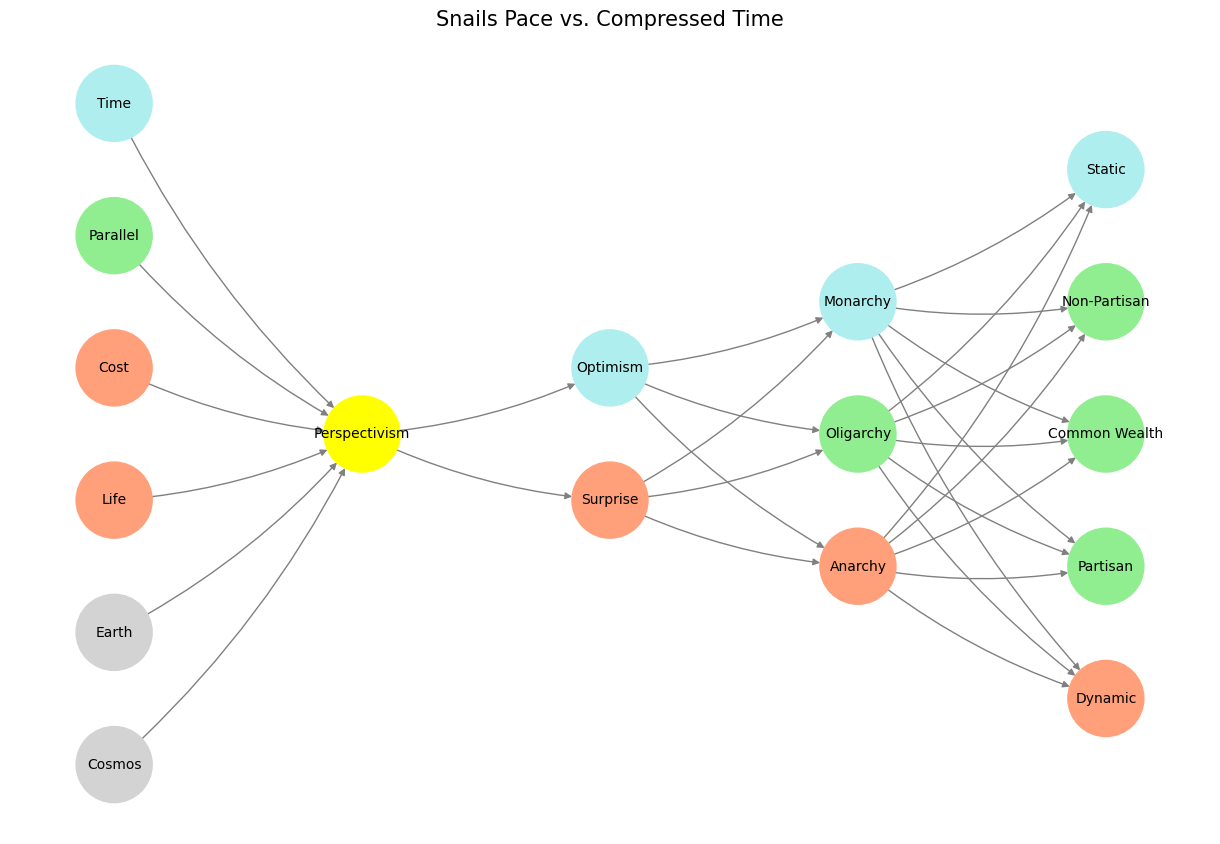 Snails Pace vs. Compressed Time
Time
Parallel
Cost
Life
Earth
Cosmos
Perspectivism
Optimism
Surprise
Monarchy
Oligarchy
Anarchy
Static
Non-Partisan
Common Wealth
Partisan
Dynamic